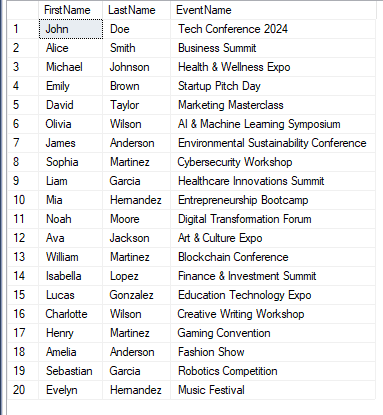 FirstName LastName EventName
1 John Doe Tech Conference 2024
2 Alice Smith Business Summit
3 Michael Johnson Health & Wellness Expo
4 Emily Brown Startup Pitch Day
5 David Taylor Marketing Masterclass
6 Olivia Wilson AI & Machine Learning Symposium
7 James Anderson Environmental Sustainability Conference
8 Sophia Martinez Cybersecurity Workshop
9 Liam Garcia Healthcare Innovations Summit
10 Mia Hernandez Entrepreneurship Bootcamp
11 Noah Moore Digital Transformation Forum
12 Ava Jackson Art & Culture Expo
13 William Martinez Blockchain Conference
14 Isabella Lopez Finance & Investment Summit
15 Lucas Gonzalez Education Technology Expo
16 Charlotte Wilson Creative Writing Workshop
17 Henry Martinez Gaming Convention
18 Amelia Anderson Fashion Show
19 Sebastian Garcia Robotics Competition
20 Evelyn Hernandez Music Festival